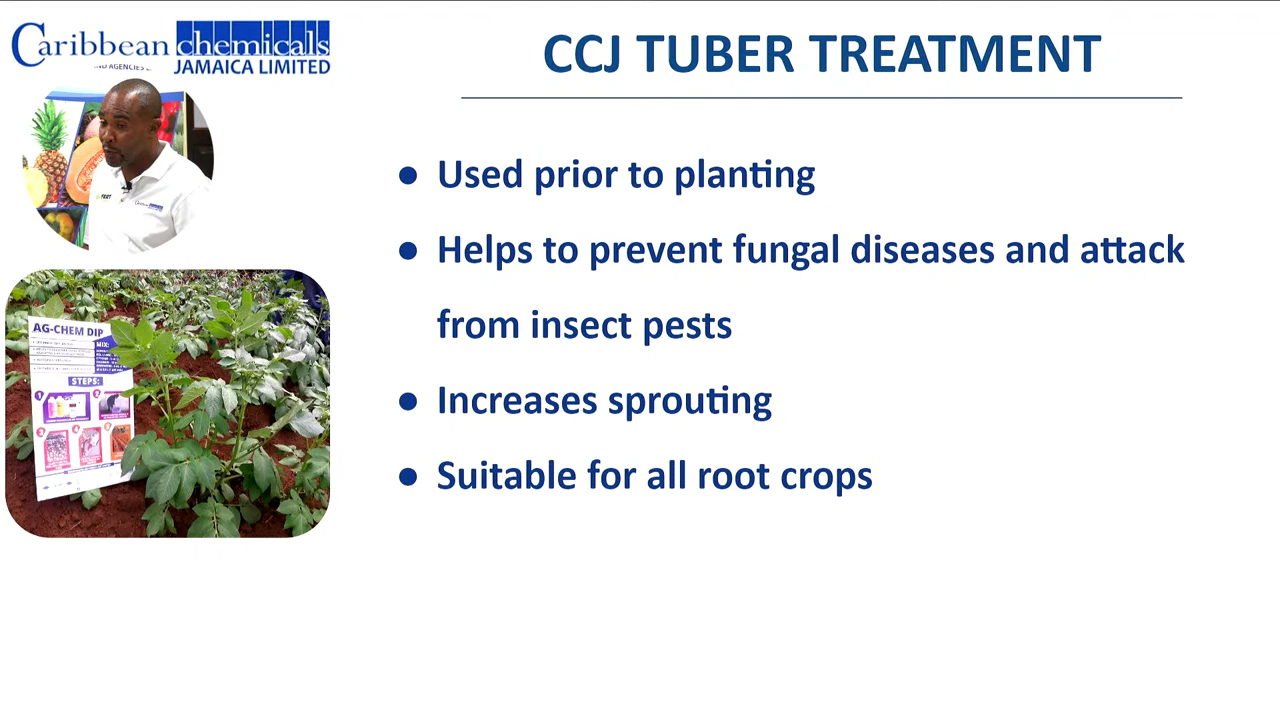 Caribbean chemicals
JAMAICA LIMITED
CCJ TUBER TREATMENT
● Used prior to planting
● Helps to prevent fungal diseases and attack
from insect pests
● Increases sprouting
● Suitable for all root crops
AG-CHEM DIP
MIX:
STEPS: